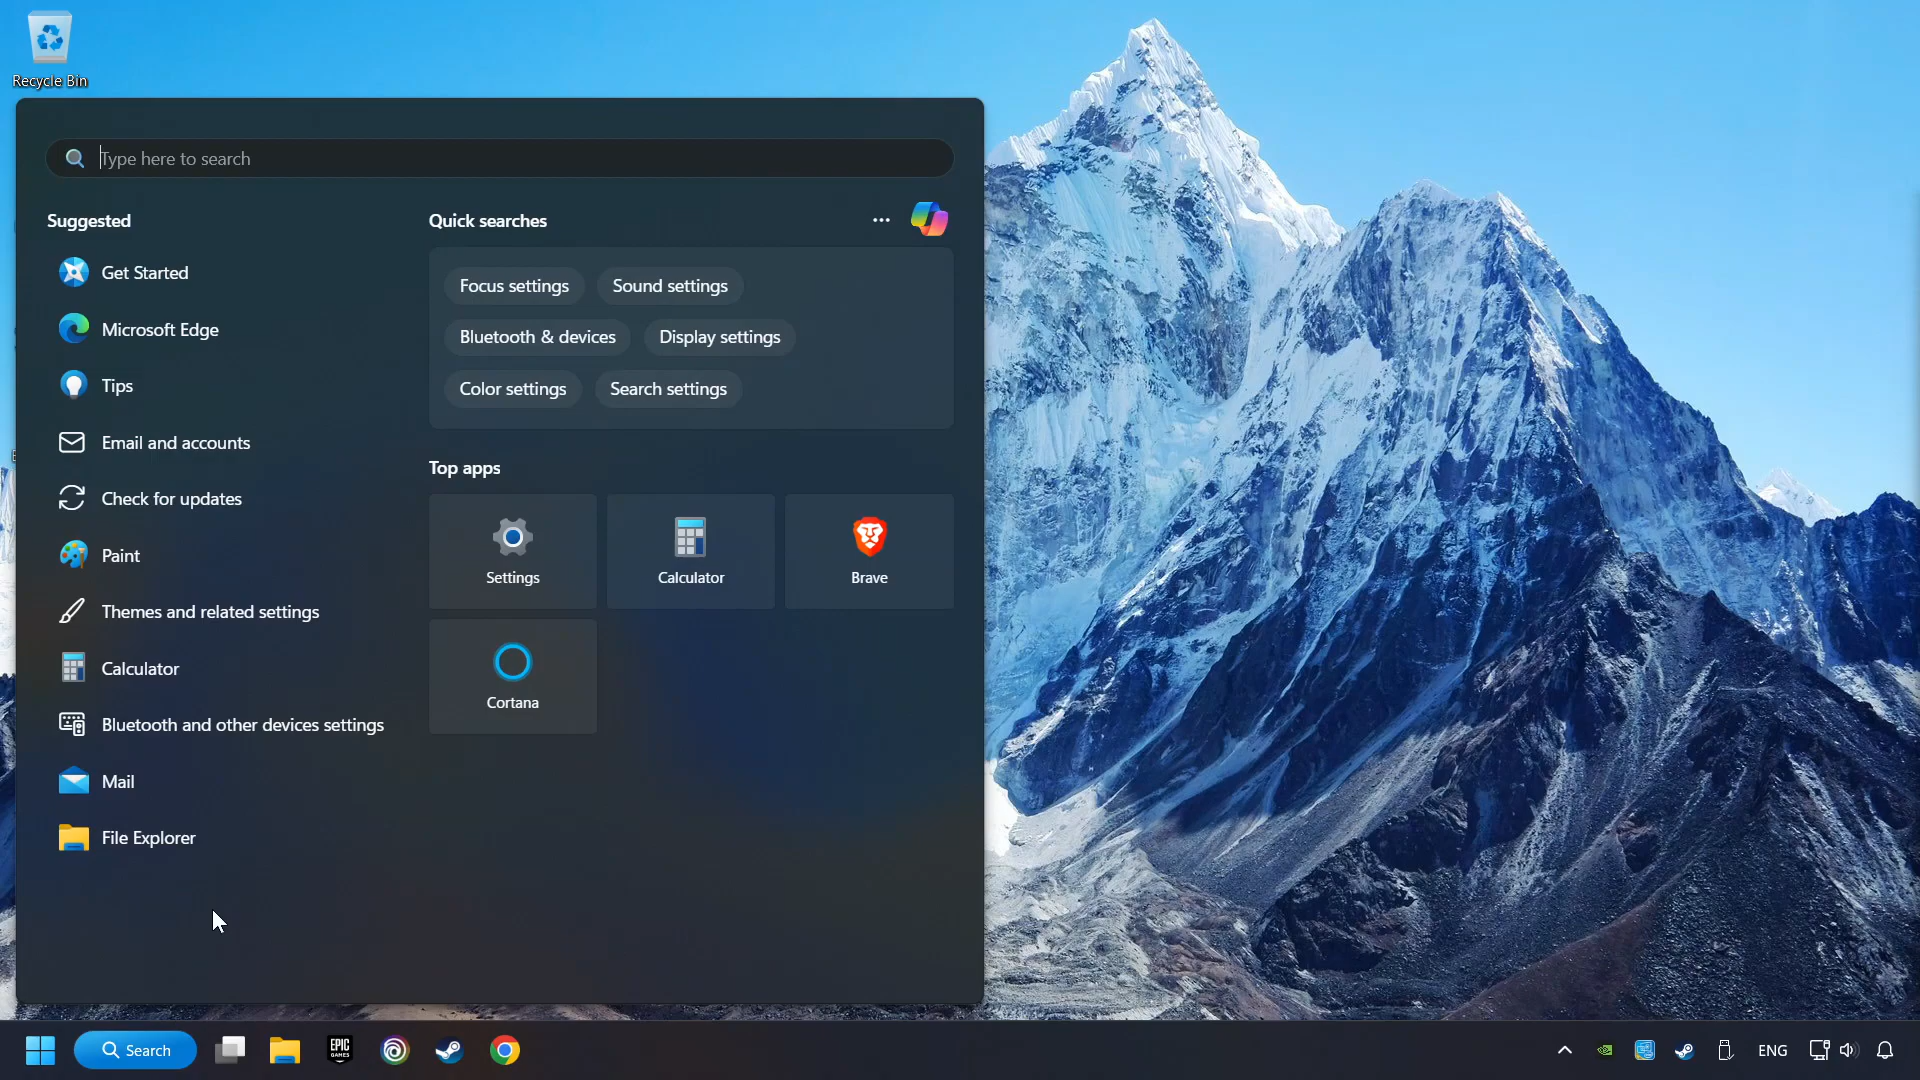 Recycle Bin
Type here to search
Suggested
Get Started
Microsoft Edge
Tips
Email and accounts
Check for updates
Paint
Themes and related settings
Calculator
Bluetooth and other devices settings
Mail
File Explorer
Quick searches
Focus settings
Sound settings
Bluetooth & devices
Display settings
Color settings
Search settings
Top apps
Settings
Calculator
Brave
Cortana
Search
EPIC
GAMES
ENG